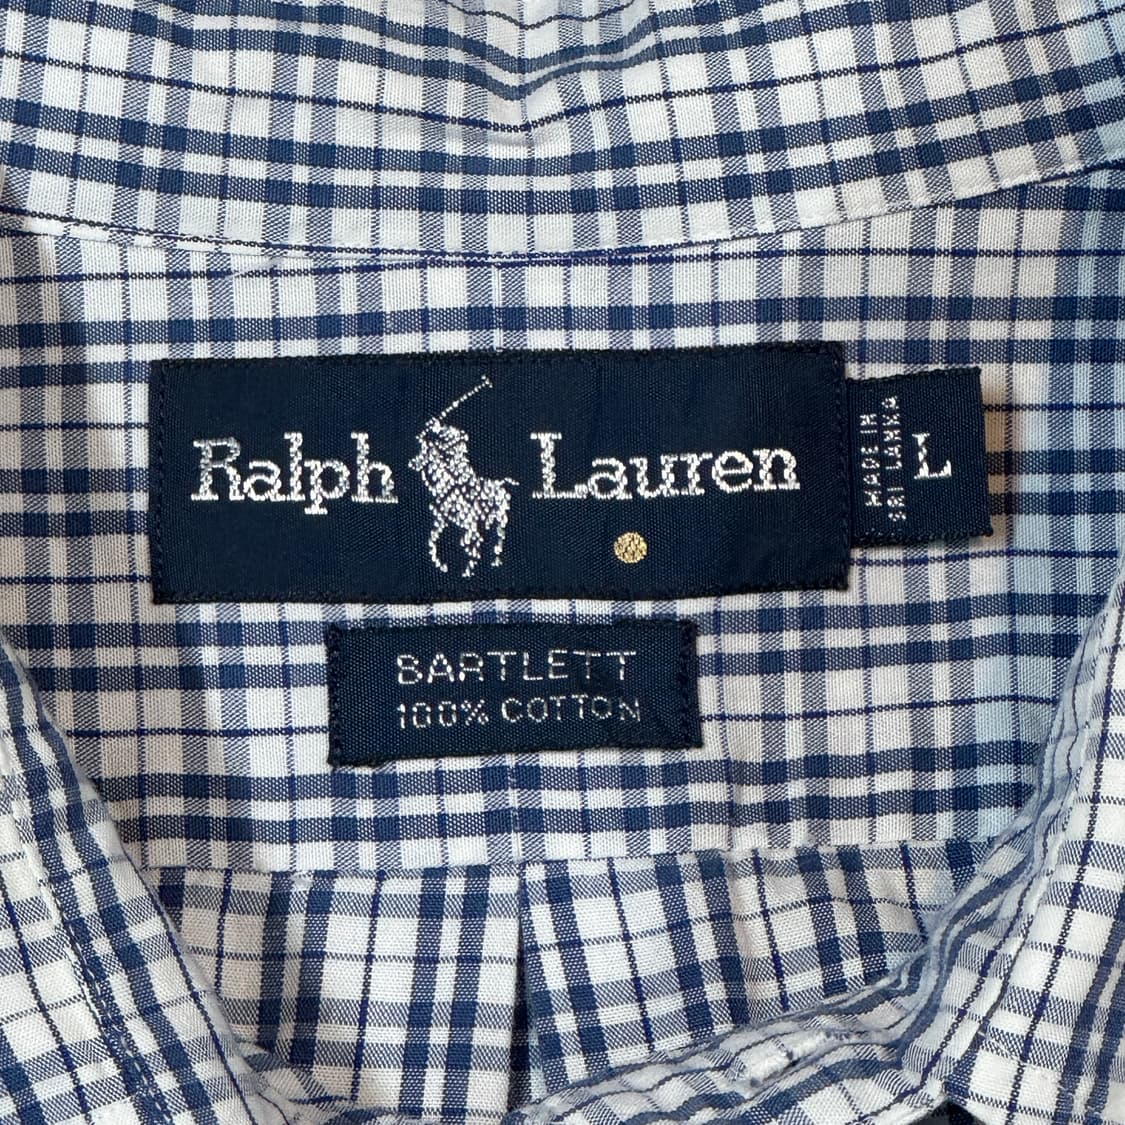 Ralph Lauren
MADE IN
SRI LANKA
L
BARTLETT
100% COTTON